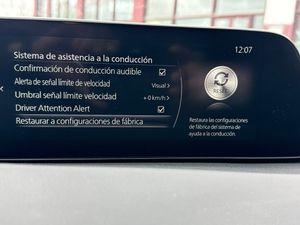 12:07
Sistema de asistencia a la conducción
Confirmación de conducción audible
Alerta de señal límite de velocidad Visual >
Umbral señal límite velocidad + 0 km/h >
Driver Attention Alert
Restaurar a configuraciones de fábrica
RESET
Restaura las configuraciones
de fábrica del sistema de
ayuda a la conducción.